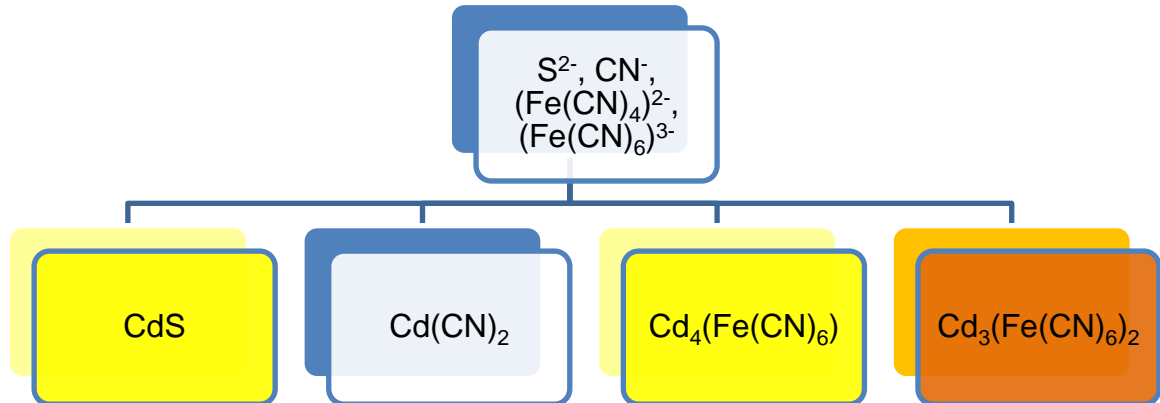 S²⁻, CN⁻,
(Fe(CN)₄)²⁻,
(Fe(CN)₆)³⁻
CdS
Cd(CN)₂
Cd₄(Fe(CN)₆)
Cd₃(Fe(CN)₆)₂